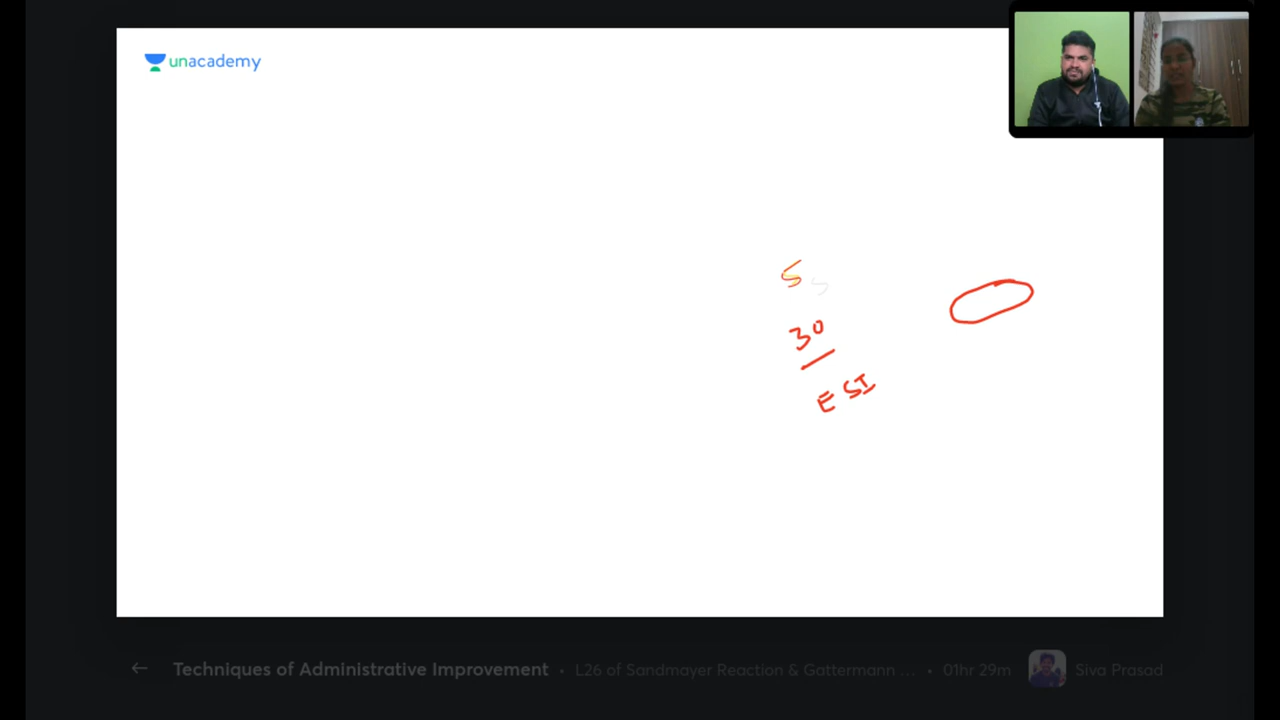 unacademy
S
30
ESI
Techniques of Administrative Improvement • L26 of Sandmayer Reaction & Gattermann ... • 01hr 29m Siva Prasad